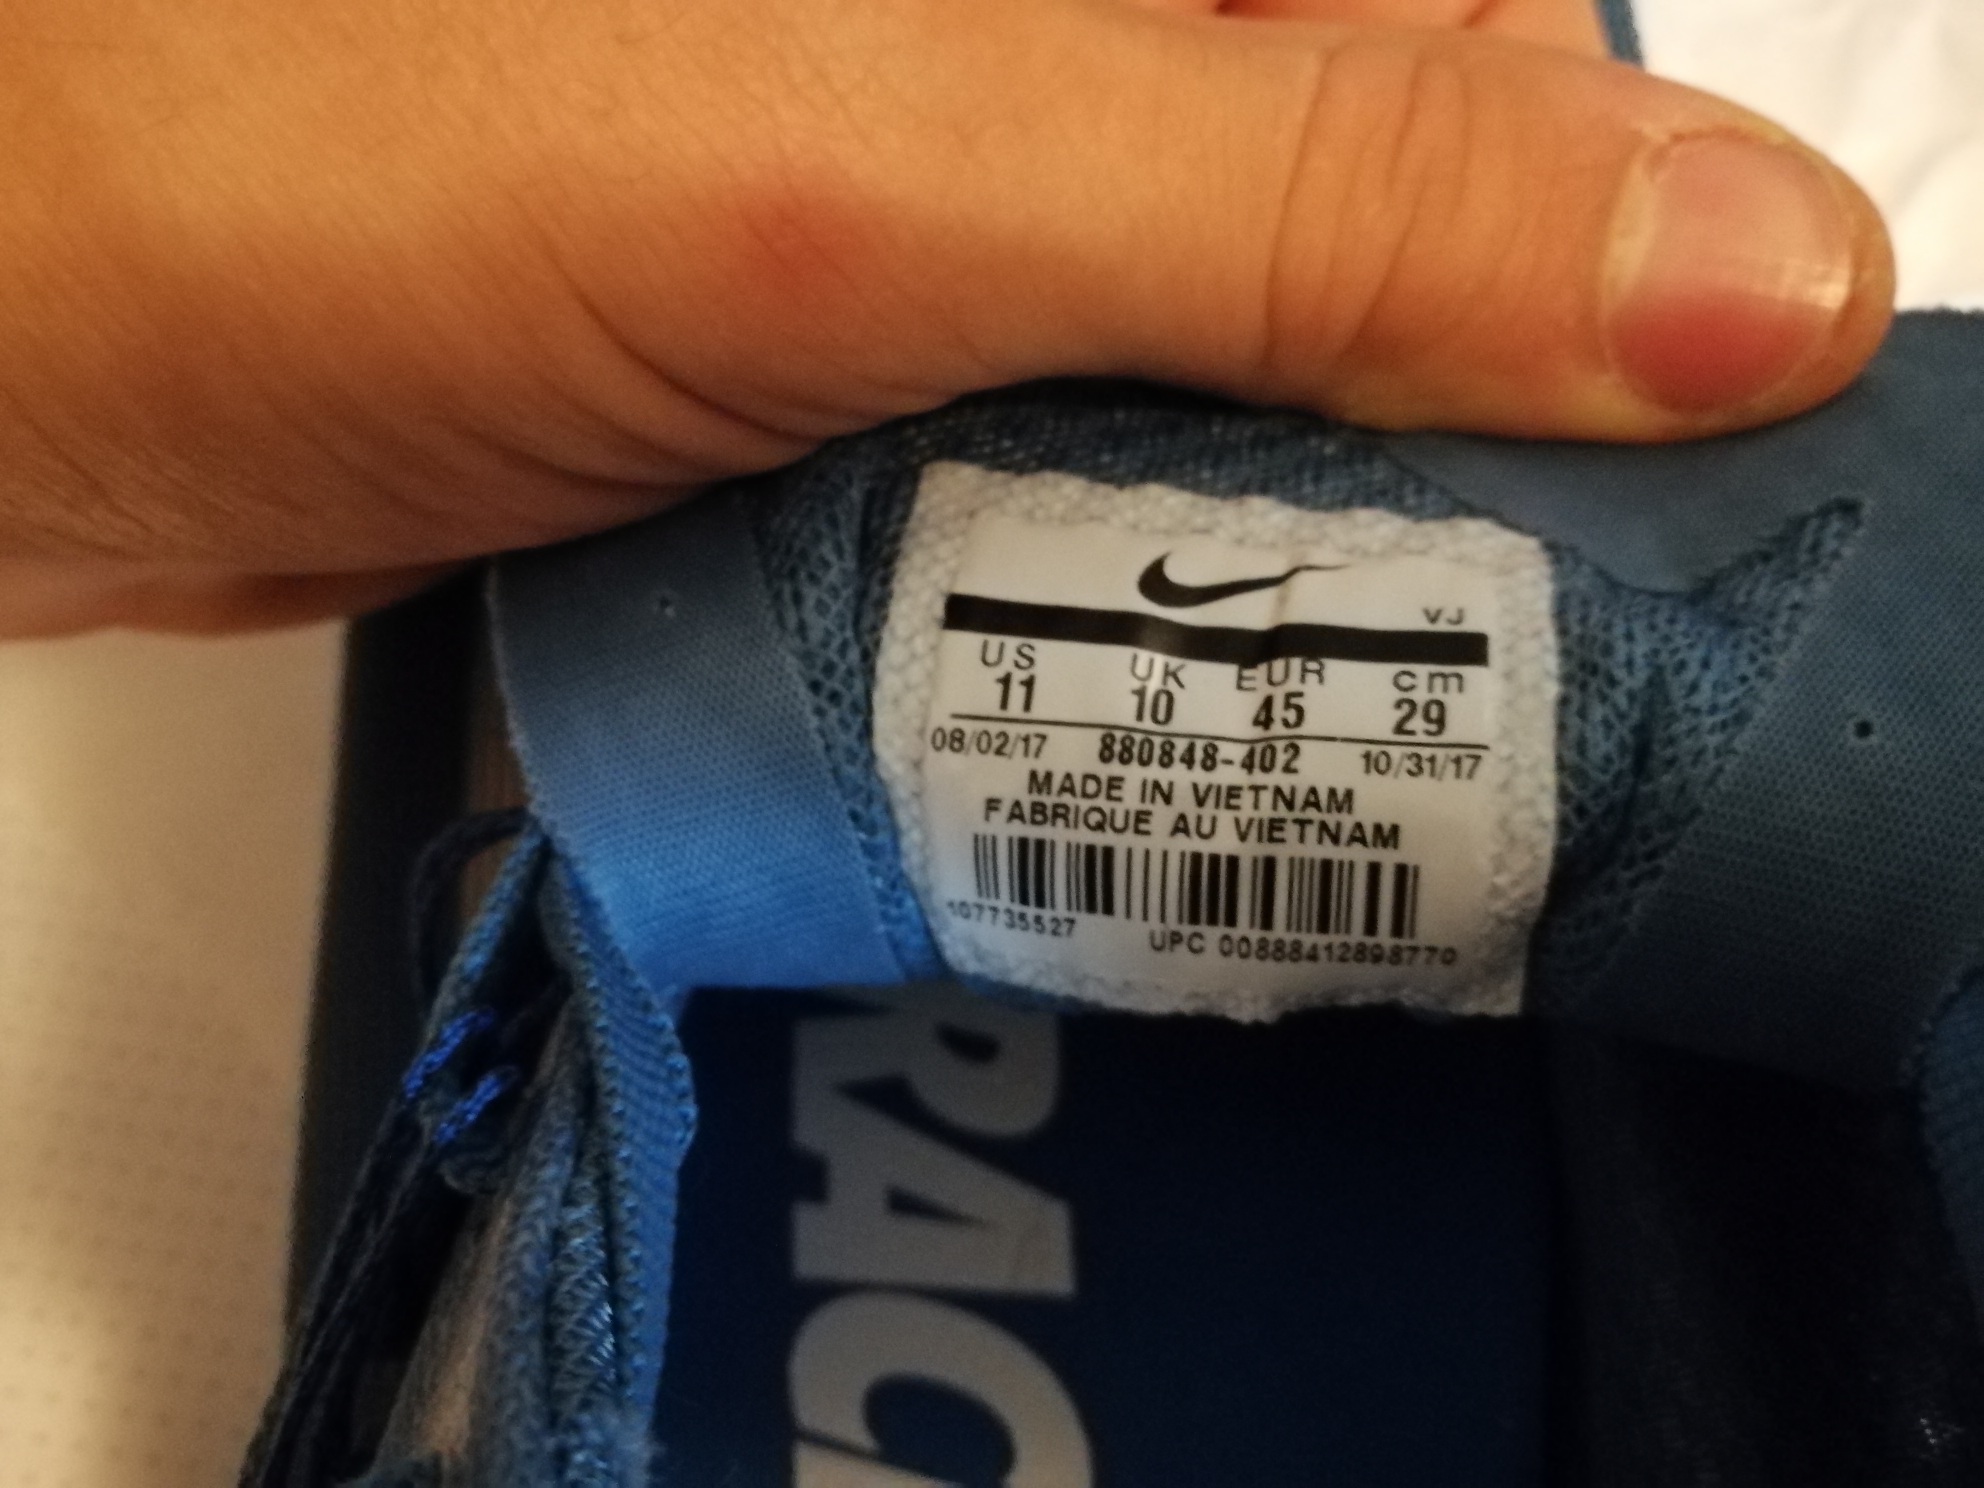 VJ
US UK EUR cm
11 10 45 29
08/02/17 880848-402 10/31/17
MADE IN VIETNAM
FABRIQUE AU VIETNAM
107735527
UPC 00888412898770
RAC